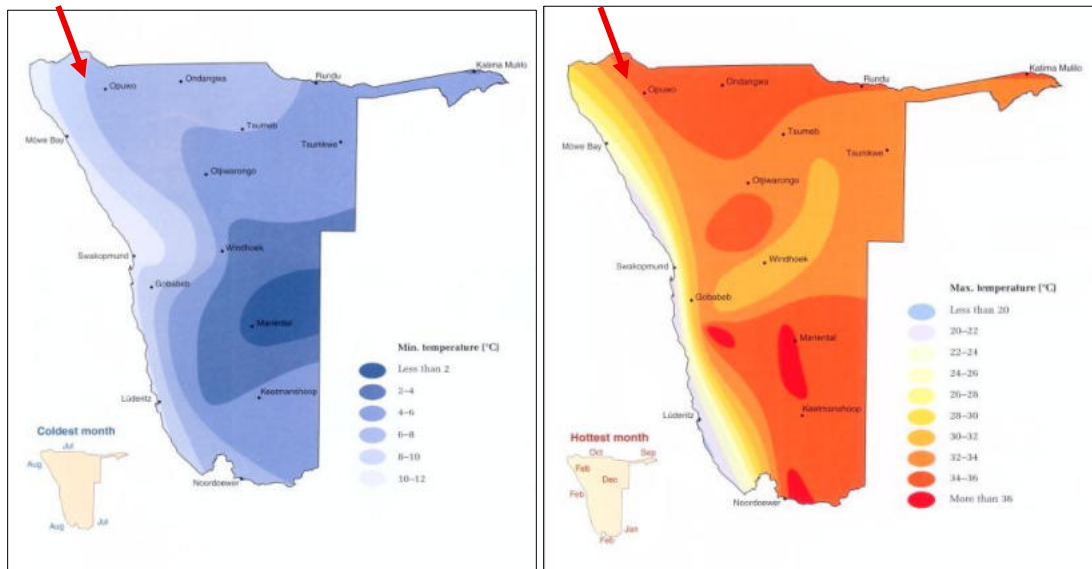 Opuwo
Ondangwa
Rundu
Katima Mulilo
Möwe Bay
Tsumeb
Tsumkwe
Otjiwarongo
Swakopmund
Windhoek
Gobabeb
Mariental
Lüderitz
Keetmanshoop
Noordoewer
Min. temperature (°C)
Less than 2
2–4
4–6
6–8
8–10
10–12
Coldest month
Jul
Aug
Aug
Jul
Opuwo
Ondangwa
Rundu
Katima Mulilo
Möwe Bay
Tsumeb
Tsumkwe
Otjiwarongo
Swakopmund
Windhoek
Gobabeb
Mariental
Lüderitz
Keetmanshoop
Noordoewer
Max. temperature (°C)
Less than 20
20–22
22–24
24–26
26–28
28–30
30–32
32–34
34–36
More than 36
Hottest month
Oct
Sep
Feb
Dec
Feb
Jan
Feb